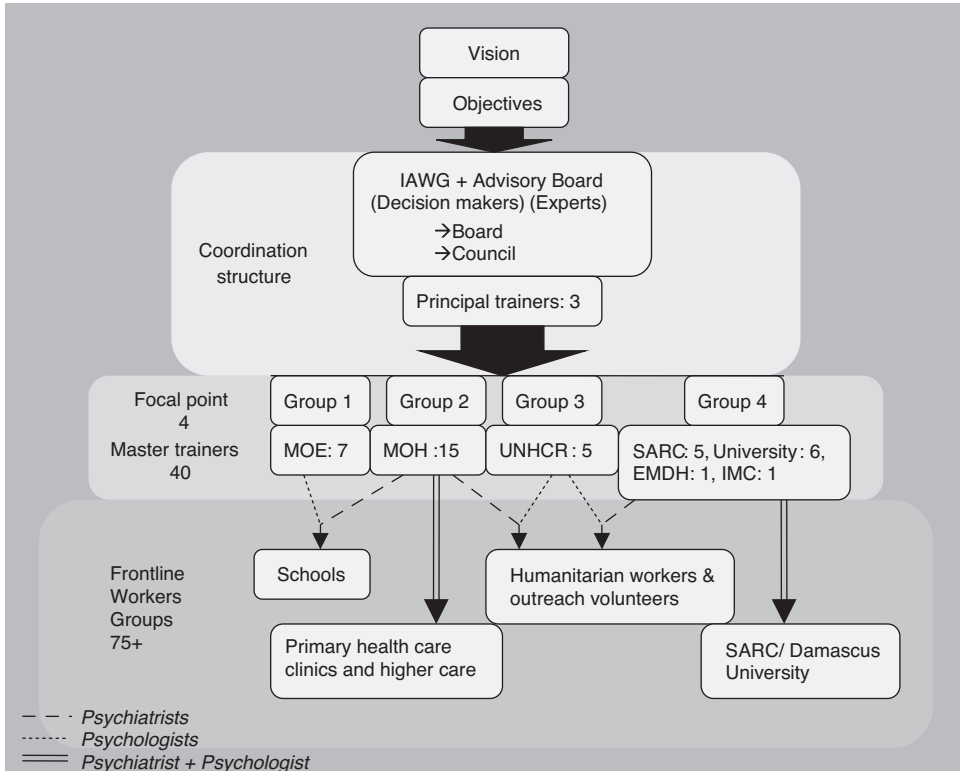 Vision
Objectives
IAWG + Advisory Board
(Decision makers) (Experts)
→Board
→Council
Coordination
structure
Principal trainers: 3
Focal point
4
Master trainers
40
Group 1
Group 2
Group 3
Group 4
MOE: 7
MOH :15
UNHCR : 5
SARC: 5, University : 6,
EMDH: 1, IMC: 1
Frontline
Workers
Groups
75+
Schools
Humanitarian workers &
outreach volunteers
Primary health care
clinics and higher care
SARC/ Damascus
University
Psychiatrists
Psychologists
Psychiatrist + Psychologist